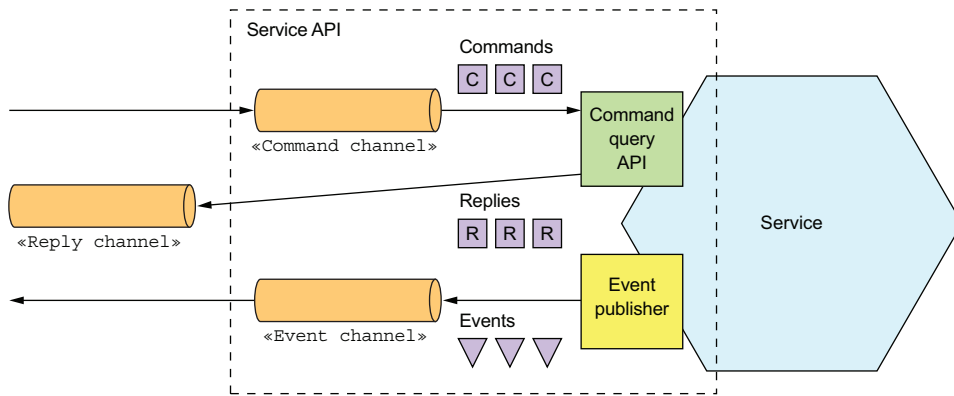 Service API
Commands
C C C
Command
query
API
«Command channel»
Replies
R R R
«Reply channel»
Service
Event
publisher
Events
«Event channel»